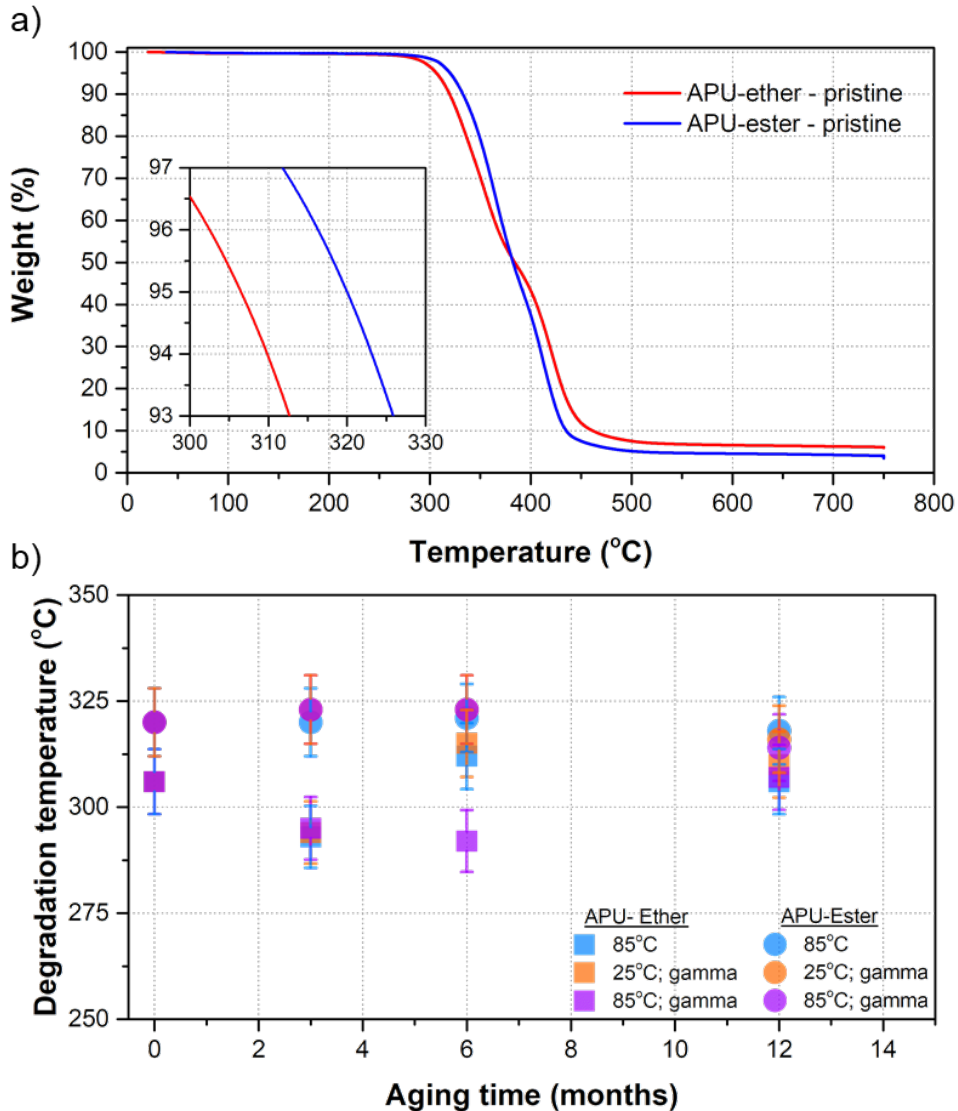 a)
100
90
80
70
60
50
40
30
20
10
0
Weight (%)
APU-ether - pristine
APU-ester - pristine
97
96
95
94
93
300 310 320 330
0 100 200 300 400 500 600 700 800
Temperature (°C)
b)
350
325
300
275
250
Degradation temperature (°C)
APU- Ether APU-Ester
85°C 85°C
25°C; gamma 25°C; gamma
85°C; gamma 85°C; gamma
0 2 4 6 8 10 12 14
Aging time (months)